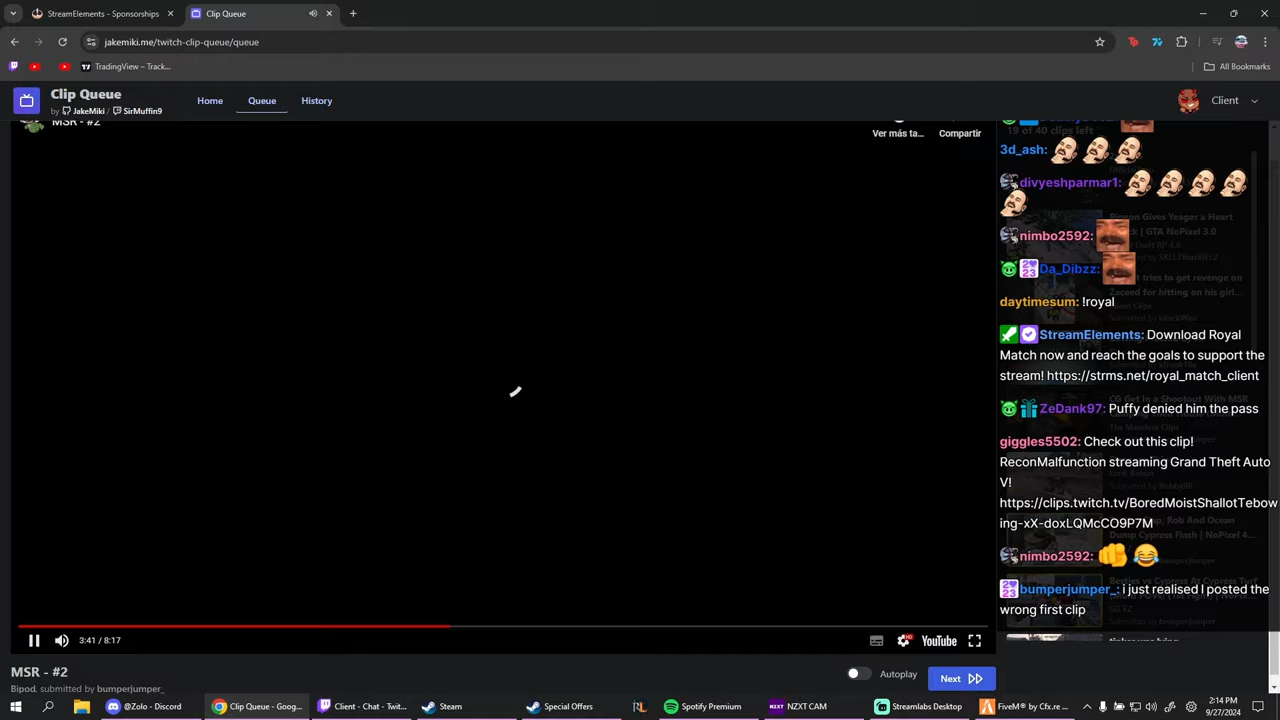 StreamElements - Sponsorships
Clip Queue
jakemiki.me/twitch-clip-queue/queue
TradingView – Track...
All Bookmarks
Clip Queue
by JakeMiki / SirMuffin9
Home
Queue
History
Client
MSR - #2
Ver más ta...
Compartir
19 of 40 clips left
3d_ash:
divyeshparmar1:
nimbo2592:
Da_Dibzz:
daytimesum: !royal
StreamElements: Download Royal
Match now and reach the goals to support the
stream! https://strms.net/royal_match_client
ZeDank97: Puffy denied him the pass
giggles5502: Check out this clip!
ReconMalfunction streaming Grand Theft Auto
V!
https://clips.twitch.tv/BoredMoistShallotTebow
ing-xX-doxLQMcCO9P7M
nimbo2592:
bumperjumper_: i just realised I posted the
wrong first clip
3:41 / 8:17
YouTube
MSR - #2
Bipod, submitted by bumperjumper_
Autoplay
Next
@Zolo - Discord
Clip Queue - Goog...
Client - Chat - Twit...
Steam
Special Offers
Spotify Premium
NZXT CAM
Streamlabs Desktop
FiveM® by Cfx.re
2:14 PM
9/27/2024